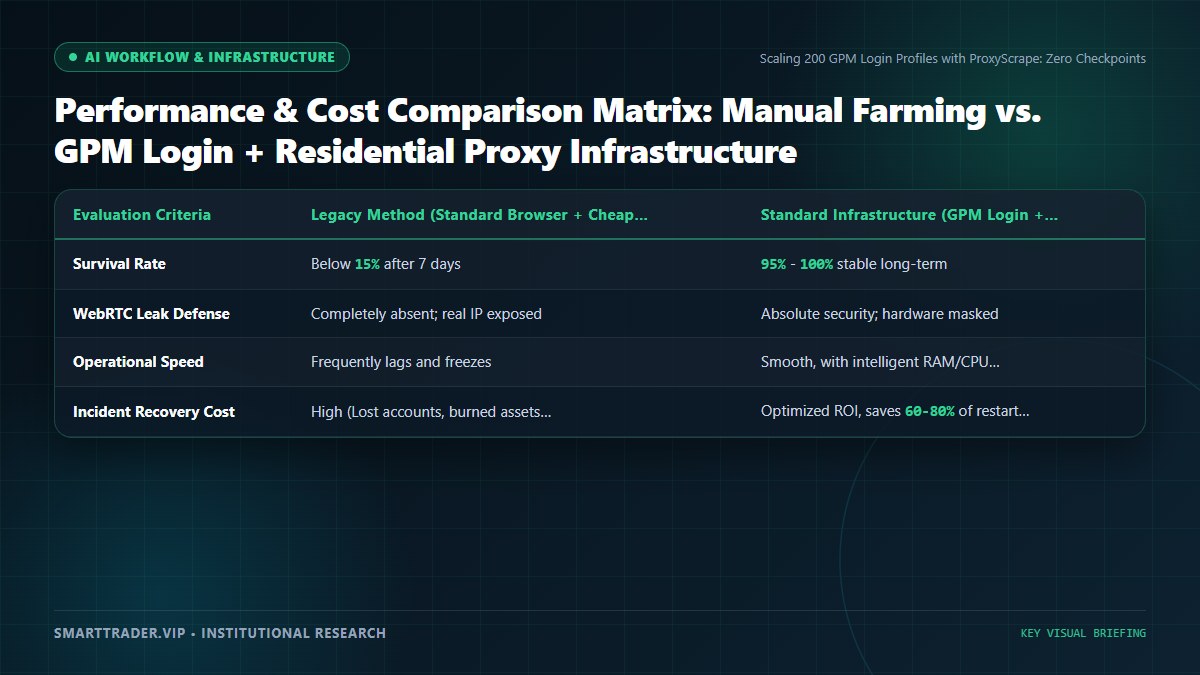 AI WORKFLOW & INFRASTRUCTURE
Scaling 200 GPM Login Profiles with ProxyScrape: Zero Checkpoints
Performance & Cost Comparison Matrix: Manual Farming vs.
GPM Login + Residential Proxy Infrastructure
Evaluation Criteria Legacy Method (Standard Browser + Cheap... Standard Infrastructure (GPM Login +...
Survival Rate Below 15% after 7 days 95% - 100% stable long-term
WebRTC Leak Defense Completely absent; real IP exposed Absolute security; hardware masked
Operational Speed Frequently lags and freezes Smooth, with intelligent RAM/CPU...
Incident Recovery Cost High (Lost accounts, burned assets... Optimized ROI, saves 60-80% of restart...
SMARTTRADER.VIP • INSTITUTIONAL RESEARCH
KEY VISUAL BRIEFING